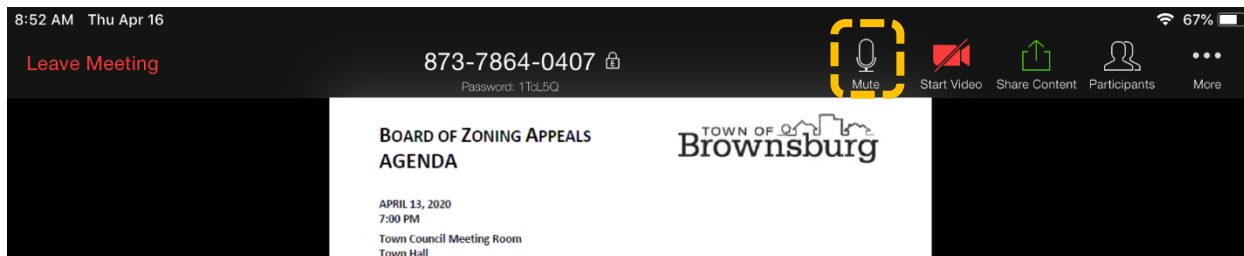 8:52 AM Thu Apr 16
67%
Leave Meeting
873-7864-0407
Password: 1TcL5Q
Mute
Start Video
Share Content
Participants
More
BOARD OF ZONING APPEALS
AGENDA
TOWN OF
Brownsburg
APRIL 13, 2020
7:00 PM
Town Council Meeting Room
Town Hall